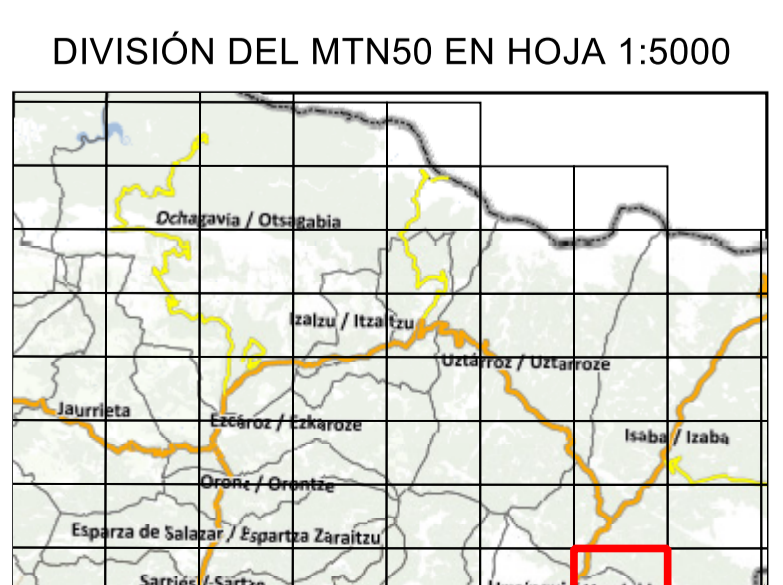 DIVISIÓN DEL MTN50 EN HOJA 1:5000
Ochagavía / Otsagabia
Izalzu / Itzaltzu
Uztárroz / Uztarroze
Jaurrieta
Ezcároz / Ezkaroze
Isaba / Izaba
Oronz / Orontze
Esparza de Salazar / Espartza Zaraitzu